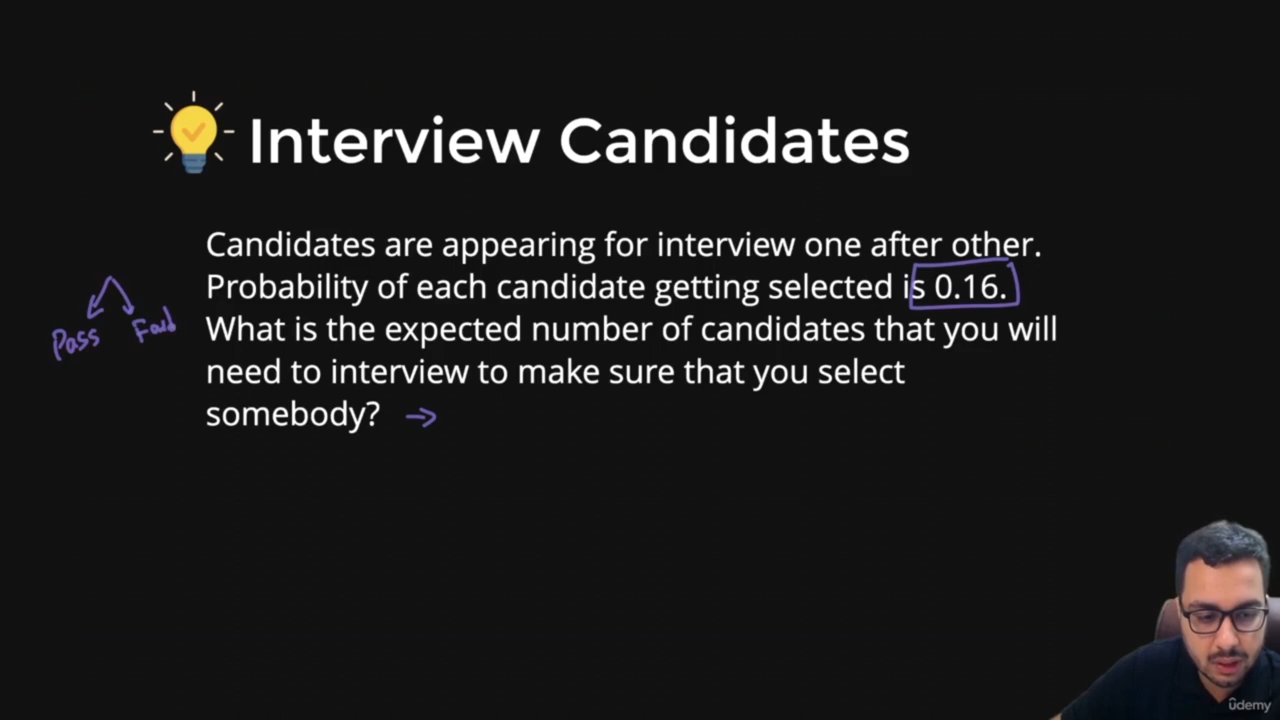 Interview Candidates
Candidates are appearing for interview one after other.
Probability of each candidate getting selected is 0.16.
What is the expected number of candidates that you will
need to interview to make sure that you select
somebody?
Pass
Fail
ûdemy